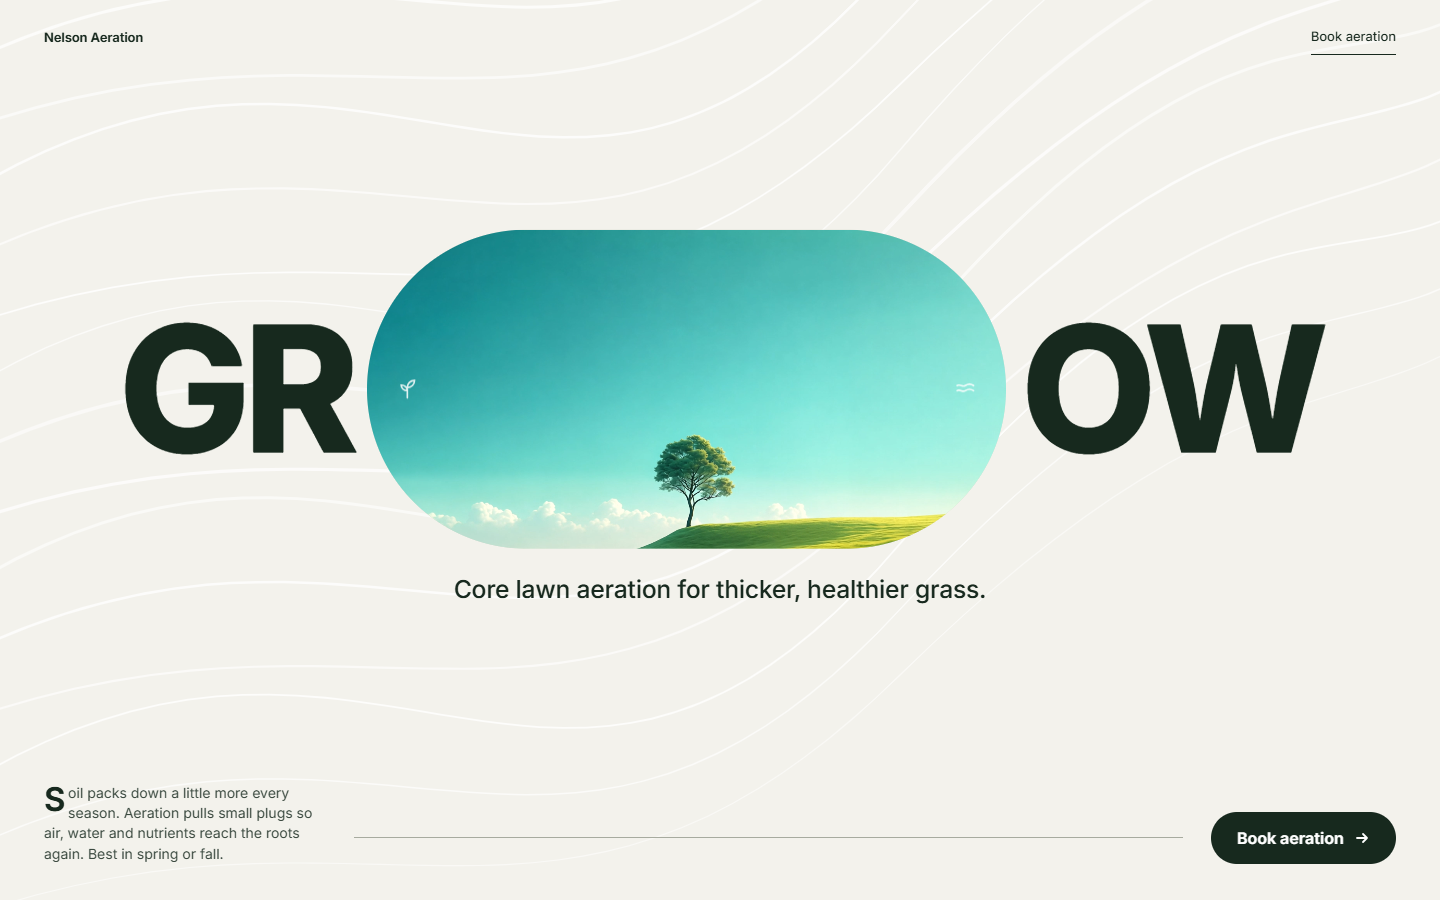 Nelson Aeration
Book aeration
GR OW
Core lawn aeration for thicker, healthier grass.
Soil packs down a little more every
season. Aeration pulls small plugs so
air, water and nutrients reach the roots
again. Best in spring or fall.
Book aeration